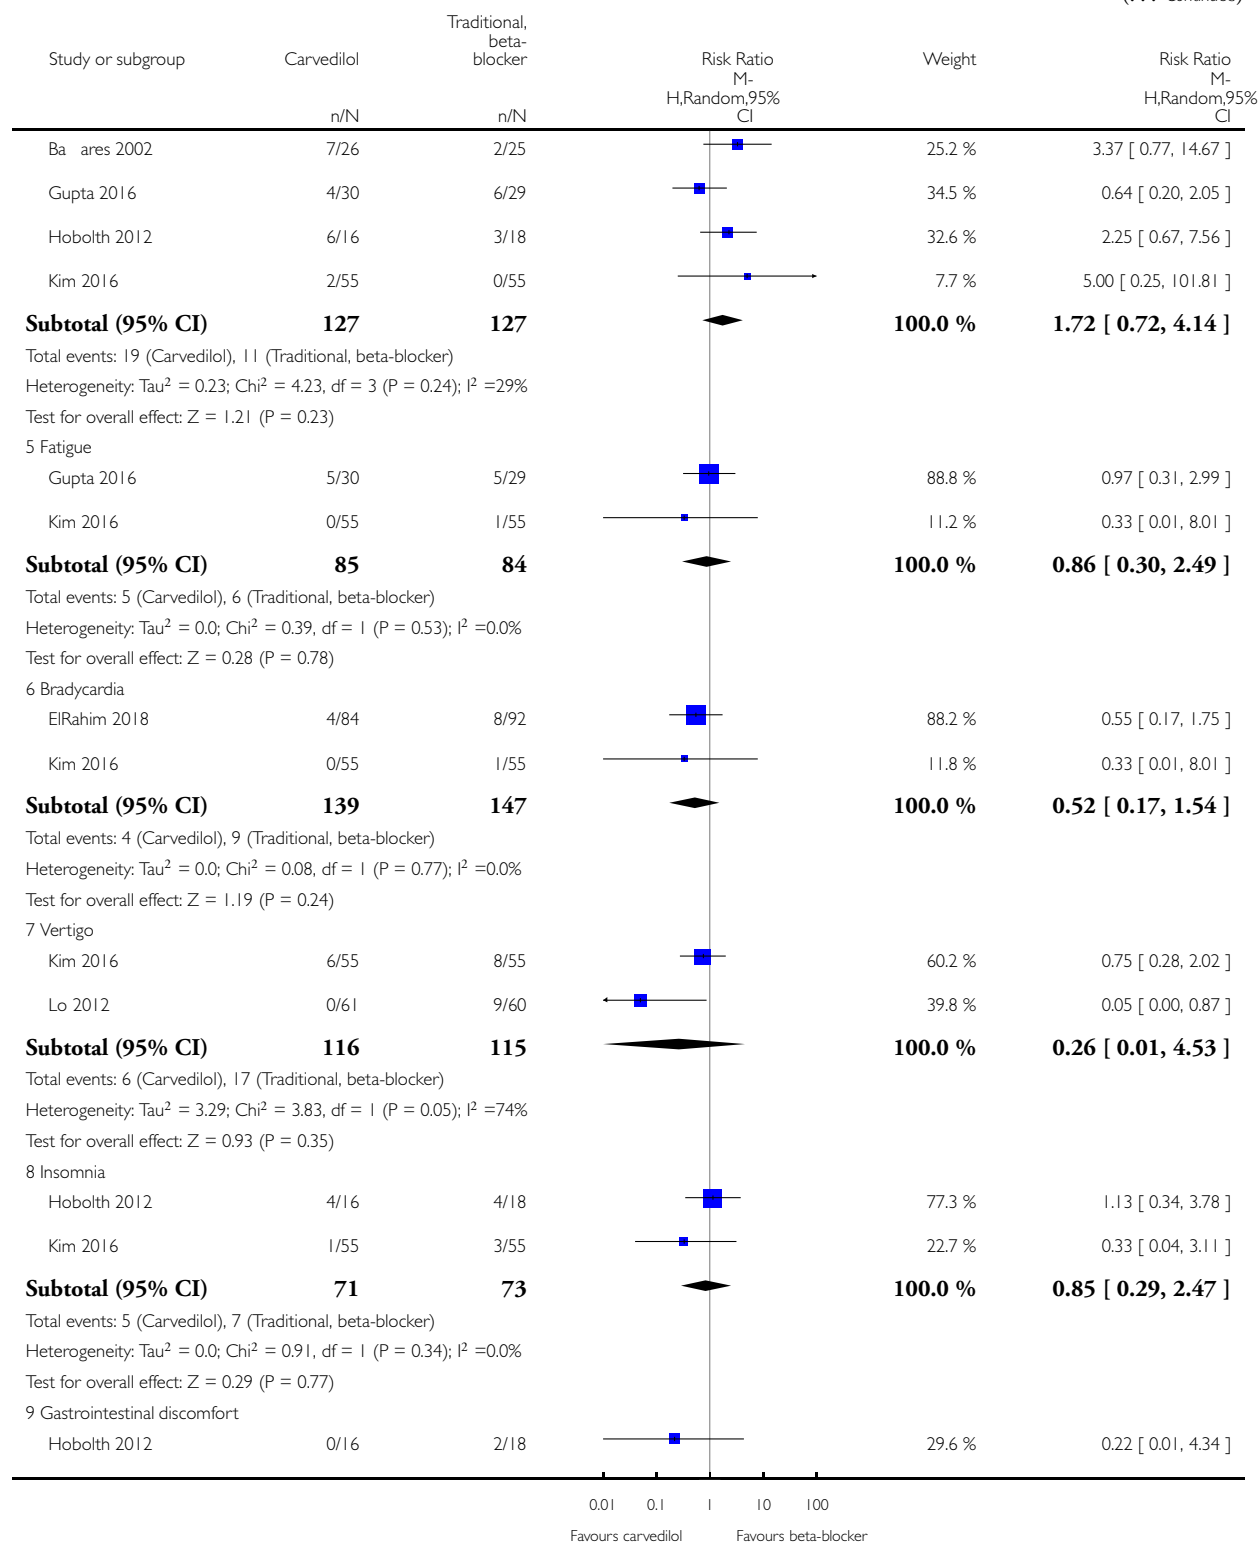 Continued)
Traditional,
beta-
Study or subgroup Carvedilol blocker Risk Ratio Weight Risk Ratio
M- M-
H,Random,95% H,Random,95%
n/N n/N CI CI
Ba ares 2002 7/26 2/25 25.2 % 3.37 [ 0.77, 14.67 ]
Gupta 2016 4/30 6/29 34.5 % 0.64 [ 0.20, 2.05 ]
Hobolth 2012 6/16 3/18 32.6 % 2.25 [ 0.67, 7.56 ]
Kim 2016 2/55 0/55 7.7 % 5.00 [ 0.25, 101.81 ]
Subtotal (95% CI) 127 127 100.0 % 1.72 [ 0.72, 4.14 ]
Total events: 19 (Carvedilol), 11 (Traditional, beta-blocker)
Heterogeneity: Tau² = 0.23; Chi² = 4.23, df = 3 (P = 0.24); I² =29%
Test for overall effect: Z = 1.21 (P = 0.23)
5 Fatigue
Gupta 2016 5/30 5/29 88.8 % 0.97 [ 0.31, 2.99 ]
Kim 2016 0/55 1/55 11.2 % 0.33 [ 0.01, 8.01 ]
Subtotal (95% CI) 85 84 100.0 % 0.86 [ 0.30, 2.49 ]
Total events: 5 (Carvedilol), 6 (Traditional, beta-blocker)
Heterogeneity: Tau² = 0.0; Chi² = 0.39, df = 1 (P = 0.53); I² =0.0%
Test for overall effect: Z = 0.28 (P = 0.78)
6 Bradycardia
ElRahim 2018 4/84 8/92 88.2 % 0.55 [ 0.17, 1.75 ]
Kim 2016 0/55 1/55 11.8 % 0.33 [ 0.01, 8.01 ]
Subtotal (95% CI) 139 147 100.0 % 0.52 [ 0.17, 1.54 ]
Total events: 4 (Carvedilol), 9 (Traditional, beta-blocker)
Heterogeneity: Tau² = 0.0; Chi² = 0.08, df = 1 (P = 0.77); I² =0.0%
Test for overall effect: Z = 1.19 (P = 0.24)
7 Vertigo
Kim 2016 6/55 8/55 60.2 % 0.75 [ 0.28, 2.02 ]
Lo 2012 0/61 9/60 39.8 % 0.05 [ 0.00, 0.87 ]
Subtotal (95% CI) 116 115 100.0 % 0.26 [ 0.01, 4.53 ]
Total events: 6 (Carvedilol), 17 (Traditional, beta-blocker)
Heterogeneity: Tau² = 3.29; Chi² = 3.83, df = 1 (P = 0.05); I² =74%
Test for overall effect: Z = 0.93 (P = 0.35)
8 Insomnia
Hobolth 2012 4/16 4/18 77.3 % 1.13 [ 0.34, 3.78 ]
Kim 2016 1/55 3/55 22.7 % 0.33 [ 0.04, 3.11 ]
Subtotal (95% CI) 71 73 100.0 % 0.85 [ 0.29, 2.47 ]
Total events: 5 (Carvedilol), 7 (Traditional, beta-blocker)
Heterogeneity: Tau² = 0.0; Chi² = 0.91, df = 1 (P = 0.34); I² =0.0%
Test for overall effect: Z = 0.29 (P = 0.77)
9 Gastrointestinal discomfort
Hobolth 2012 0/16 2/18 29.6 % 0.22 [ 0.01, 4.34 ]
0.01 0.1 1 10 100
Favours carvedilol Favours beta-blocker